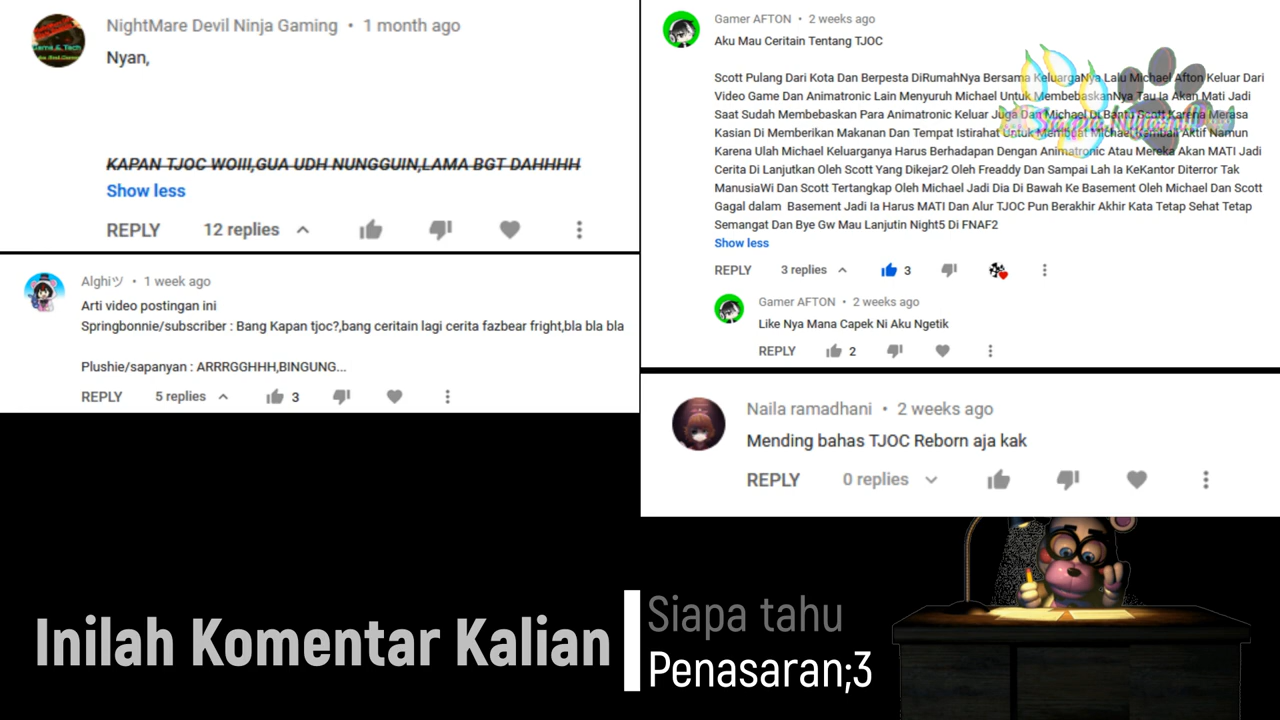 NightMare Devil Ninja Gaming • 1 month ago
Nyan,
KAPAN TJOC WOIII,GUA UDH NUNGGUIN,LAMA BGT DAHHHH
Show less
REPLY 12 replies
Alghiツ • 1 week ago
Arti video postingan ini
Springbonnie/subscriber : Bang Kapan tjoc?,bang ceritain lagi cerita fazbear fright,bla bla bla
Plushie/sapanyan : ARRRGGHHH,BINGUNG...
REPLY 5 replies 3
Gamer AFTON • 2 weeks ago
Aku Mau Ceritain Tentang TJOC
Scott Pulang Dari Kota Dan Berpesta DiRumahNya Bersama KeluargaNya Lalu Michael Afton Keluar Dari
Video Game Dan Animatronic Lain Menyuruh Michael Untuk MembebaskanNya Tau Ia Akan Mati Jadi
Saat Sudah Membebaskan Para Animatronic Keluar Juga Dan Michael Di Bantu Scott Karena Merasa
Kasian Di Memberikan Makanan Dan Tempat Istirahat Untuk Membuat Michael Kembali Aktif Namun
Karena Ulah Michael Keluarganya Harus Berhadapan Dengan Animatronic Atau Mereka Akan MATI Jadi
Cerita Di Lanjutkan Oleh Scott Yang Dikejar2 Oleh Freaddy Dan Sampai Lah Ia KeKantor Diterror Tak
ManusiaWi Dan Scott Tertangkap Oleh Michael Jadi Dia Di Bawah Ke Basement Oleh Michael Dan Scott
Gagal dalam Basement Jadi Ia Harus MATI Dan Alur TJOC Pun Berakhir Akhir Kata Tetap Sehat Tetap
Semangat Dan Bye Gw Mau Lanjutin Night5 Di FNAF2
Show less
REPLY 3 replies 3
Gamer AFTON • 2 weeks ago
Like Nya Mana Capek Ni Aku Ngetik
REPLY 2
Naila ramadhani • 2 weeks ago
Mending bahas TJOC Reborn aja kak
REPLY 0 replies
Inilah Komentar Kalian
Siapa tahu
Penasaran;3